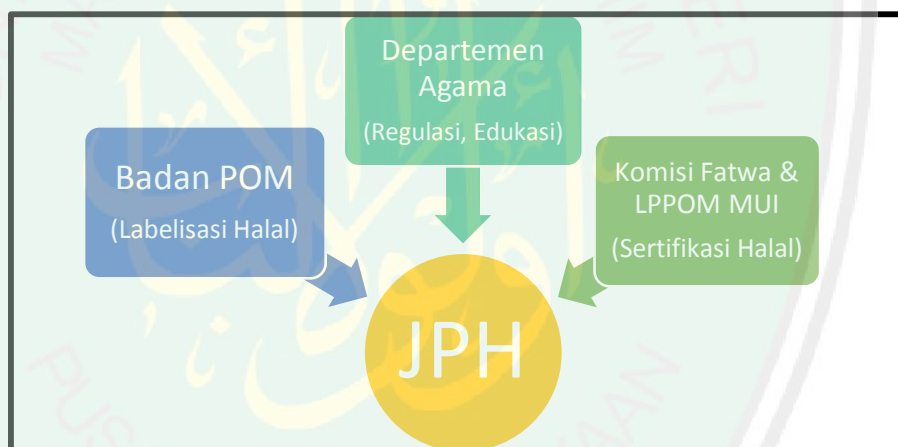 Departemen
Agama
(Regulasi, Edukasi)
Badan POM
(Labelisasi Halal)
Komisi Fatwa &
LPPOM MUI
(Sertifikasi Halal)
JPH